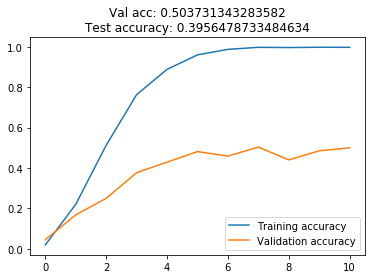 Val acc: 0.503731343283582
Test accuracy: 0.3956478733484634
1.0
0.8
0.6
0.4
0.2
0.0
Training accuracy
Validation accuracy
0 2 4 6 8 10